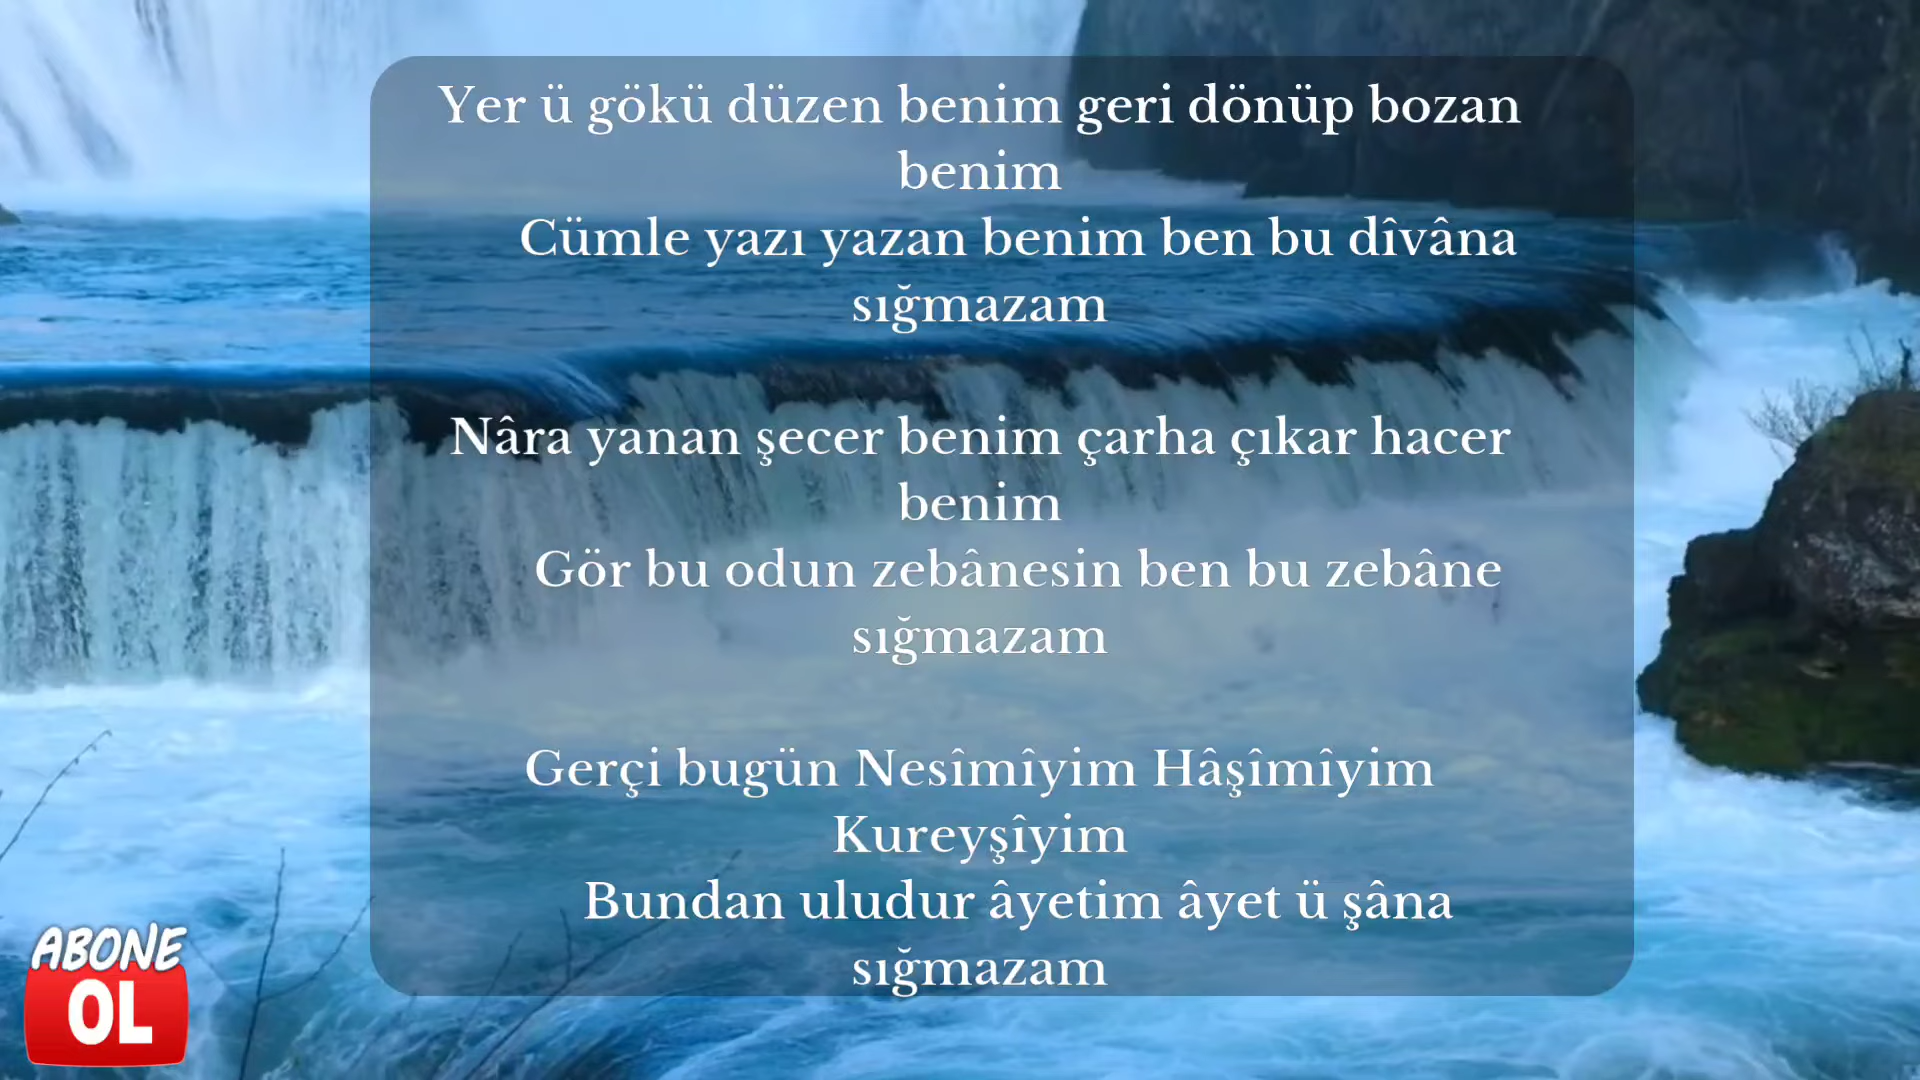 Yer ü gökü düzen benim geri dönüp bozan
benim
Cümle yazı yazan benim ben bu dîvâna
sığmazam
Nâra yanan şecer benim çarha çıkar hacer
benim
Gör bu odun zebânesin ben bu zebâne
sığmazam
Gerçi bugün Nesîmîyim Hâşîmîyim
Kureyşîyim
Bundan uludur âyetim âyet ü şâna
sığmazam
ABONE
OL